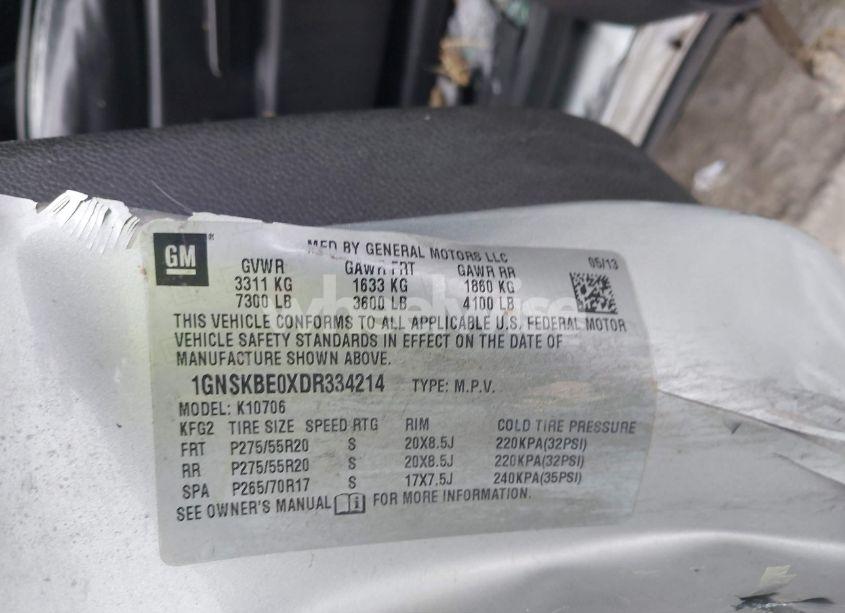 GM
MFD BY GENERAL MOTORS LLC
05/13
GVWR GAWR FRT GAWR RR
3311 KG 1633 KG 1860 KG
7300 LB 3600 LB 4100 LB
THIS VEHICLE CONFORMS TO ALL APPLICABLE U.S. FEDERAL MOTOR
VEHICLE SAFETY STANDARDS IN EFFECT ON THE DATE OF
MANUFACTURE SHOWN ABOVE.
1GNSKBE0XDR334214 TYPE: M.P.V.
MODEL: K10706
KFG2 TIRE SIZE SPEED RTG RIM COLD TIRE PRESSURE
FRT P275/55R20 S 20X8.5J 220KPA(32PSI)
RR P275/55R20 S 20X8.5J 220KPA(32PSI)
SPA P265/70R17 S 17X7.5J 240KPA(35PSI)
SEE OWNER'S MANUAL FOR MORE INFORMATION.